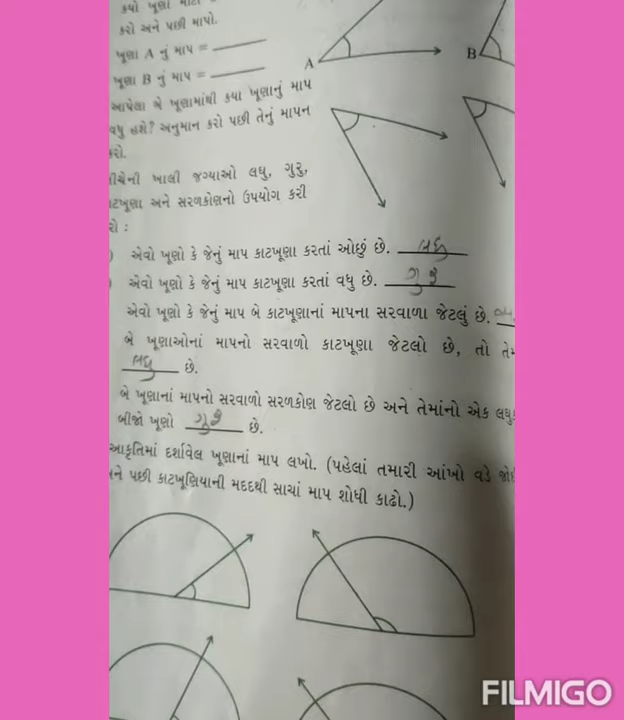 કયો ખૂણો
કરો અને પછી માપો.
ખૂણા A નું માપ =
ખૂણા B નું માપ =
A
B
આપેલા બે ખૂણામાંથી કયા ખૂણાનું માપ
વધુ હશે? અનુમાન કરો પછી તેનું માપન
કરો.
ખાલી જગ્યાઓ લઘુ, ગુરુ,
અને સરળકોણનો ઉપયોગ કરી
એવો ખૂણો કે જેનું માપ કાટખૂણા કરતાં ઓછું છે. લઘુ
એવો ખૂણો કે જેનું માપ કાટખૂણા કરતાં વધુ છે. ગુરુ
એવો ખૂણો કે જેનું માપ બે કાટખૂણાનાં માપના સરવાળા જેટલું છે.
બે ખૂણાઓનાં માપનો સરવાળો કાટખૂણા જેટલો છે, તો
લઘુ છે.
બે ખૂણાનાં માપનો સરવાળો સરળકોણ જેટલો છે અને તેમાંનો એક
બીજો ખૂણો ગુરુ છે.
આકૃતિમાં દર્શાવેલ ખૂણાનાં માપ લખો. (પહેલાં તમારી આંખો વડે
અને પછી કાટખૂણિયાની મદદથી સાચાં માપ શોધી કાઢો.)
FILMIGO